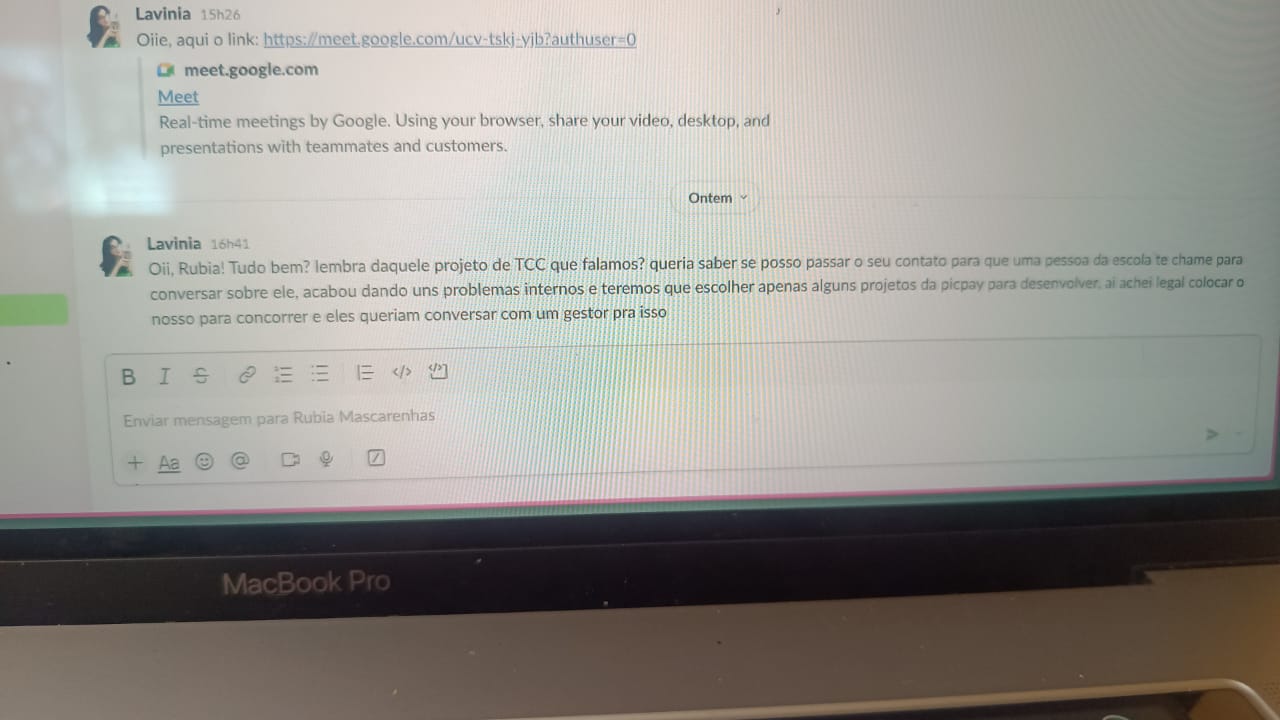 Lavinia 15h26
Oiie, aqui o link: https://meet.google.com/ucv-tskj-yjb?authuser=0
meet.google.com
Meet
Real-time meetings by Google. Using your browser, share your video, desktop, and
presentations with teammates and customers.
Ontem
Lavinia 16h41
Oii, Rubia! Tudo bem? lembra daquele projeto de TCC que falamos? queria saber se posso passar o seu contato para que uma pessoa da escola te chame para
conversar sobre ele, acabou dando uns problemas internos e teremos que escolher apenas alguns projetos da picpay para desenvolver, ai achei legal colocar o
nosso para concorrer e eles queriam conversar com um gestor pra isso
Enviar mensagem para Rubia Mascarenhas
Aa
MacBook Pro